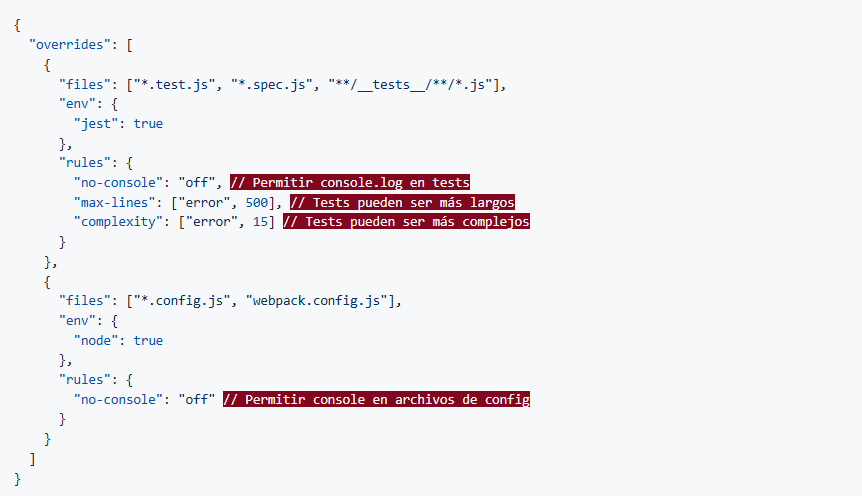 {
  "overrides": [
    {
      "files": ["*.test.js", "*.spec.js", "**/__tests__/**/*.js"],
      "env": {
        "jest": true
      },
      "rules": {
        "no-console": "off", // Permitir console.log en tests
        "max-lines": ["error", 500], // Tests pueden ser más largos
        "complexity": ["error", 15] // Tests pueden ser más complejos
      }
    },
    {
      "files": ["*.config.js", "webpack.config.js"],
      "env": {
        "node": true
      },
      "rules": {
        "no-console": "off" // Permitir console en archivos de config
      }
    }
  ]
}